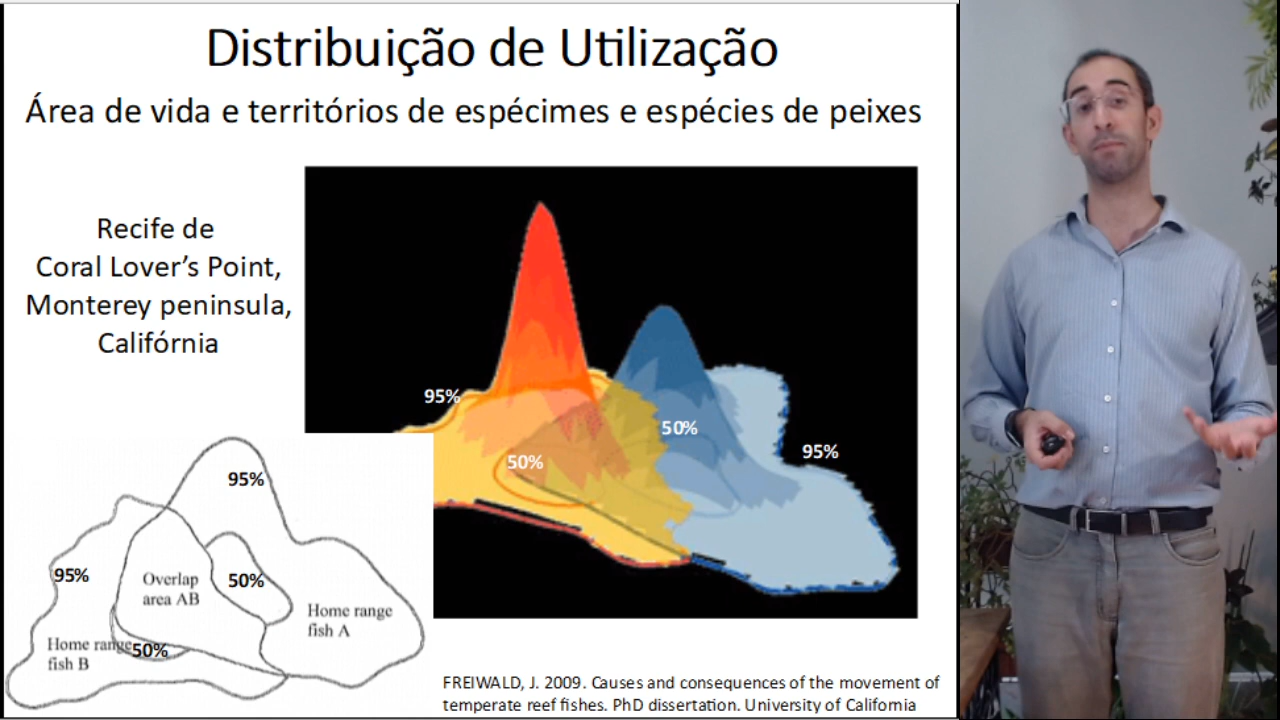 Distribuição de Utilização
Área de vida e territórios de espécimes e espécies de peixes
Recife de
Coral Lover’s Point,
Monterey peninsula,
Califórnia
95%
50%
50%
95%
95%
95%
Overlap
area AB
50%
Home range
fish A
Home range
fish B
50%
FREIWALD, J. 2009. Causes and consequences of the movement of
temperate reef fishes. PhD dissertation. University of California